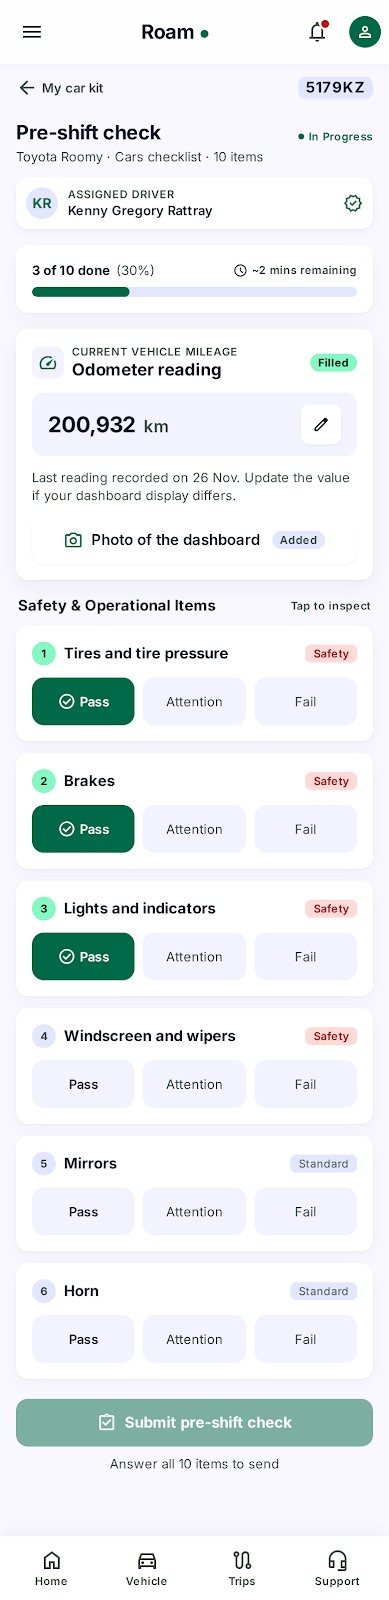 Roam
My car kit
5179KZ
Pre-shift check
In Progress
Toyota Roomy · Cars checklist · 10 items
KR
ASSIGNED DRIVER
Kenny Gregory Rattray
3 of 10 done (30%)
~2 mins remaining
CURRENT VEHICLE MILEAGE
Odometer reading
Filled
200,932 km
Last reading recorded on 26 Nov. Update the value
if your dashboard display differs.
Photo of the dashboard
Added
Safety & Operational Items
Tap to inspect
1 Tires and tire pressure
Safety
Pass Attention Fail
2 Brakes
Safety
Pass Attention Fail
3 Lights and indicators
Safety
Pass Attention Fail
4 Windscreen and wipers
Safety
Pass Attention Fail
5 Mirrors
Standard
Pass Attention Fail
6 Horn
Standard
Pass Attention Fail
Submit pre-shift check
Answer all 10 items to send
Home Vehicle Trips Support